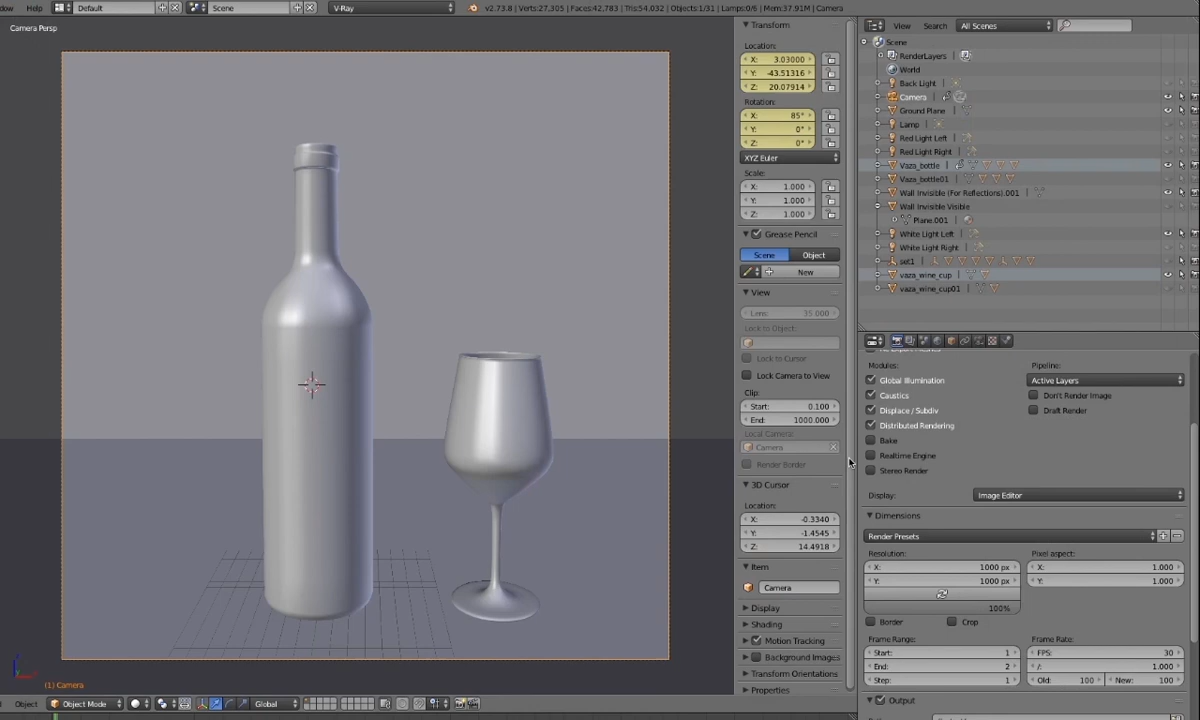 dow Render Help Default Scene V-Ray v2.73.8 | Verts:27,305 | Faces:42,783 | Tris:54,032 | Objects:1/31 | Lamps:0/6 | Mem:37.91M | Camera
Camera Persp
(1) Camera
Object
Object Mode
Global
Transform
Location:
X: 3.03000
Y: -43.51316
Z: 20.07914
Rotation:
X: 85°
Y: 0°
Z: 0°
XYZ Euler
Scale:
X: 1.000
Y: 1.000
Z: 1.000
Grease Pencil
Scene Object
New
View
Lens: 35.000
Lock to Object:
Lock to Cursor
Lock Camera to View
Clip:
Start: 0.100
End: 1000.000
Local Camera:
Camera
Render Border
3D Cursor
Location:
X: -0.3340
Y: -1.4545
Z: 14.4918
Item
Camera
Display
Shading
Motion Tracking
Background Images
Transform Orientations
Properties
View Search All Scenes
Scene
RenderLayers
World
Back Light
Camera
Ground Plane
Lamp
Red Light Left
Red Light Right
Vaza_bottle
Vaza_bottle01
Wall Invisible (For Reflections).001
Wall Invisible Visible
Plane.001
White Light Left
White Light Right
set1
vaza_wine_cup
vaza_wine_cup01
Modules: Pipeline:
Global Illumination Active Layers
Caustics Don't Render Image
Displace / Subdiv Draft Render
Distributed Rendering
Bake
Realtime Engine
Stereo Render
Display: Image Editor
Dimensions
Render Presets
Resolution: Pixel aspect:
X: 1000 px X: 1.000
Y: 1000 px Y: 1.000
100%
Border Crop
Frame Range: Frame Rate:
Start: 1 FPS: 30
End: 2 /: 1.000
Step: 1 Old: 100 New: 100
Output